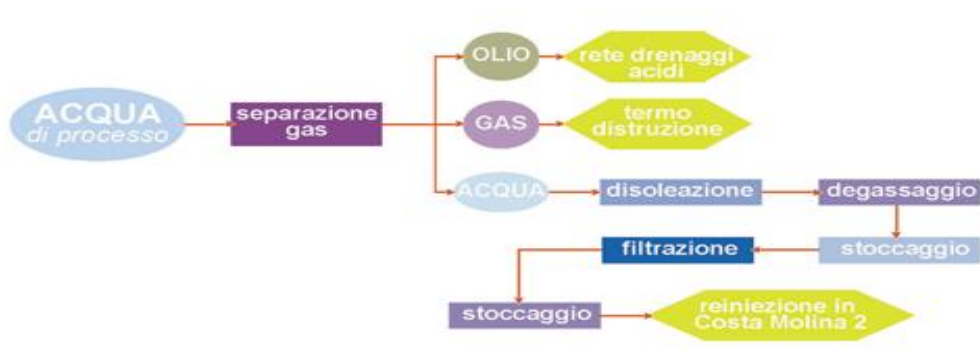 ACQUA
di processo
separazione
gas
OLIO
rete drenaggi
acidi
GAS
termo
distruzione
ACQUA
disoleazione
degassaggio
filtrazione
stoccaggio
stoccaggio
reiniezione in
Costa Molina 2